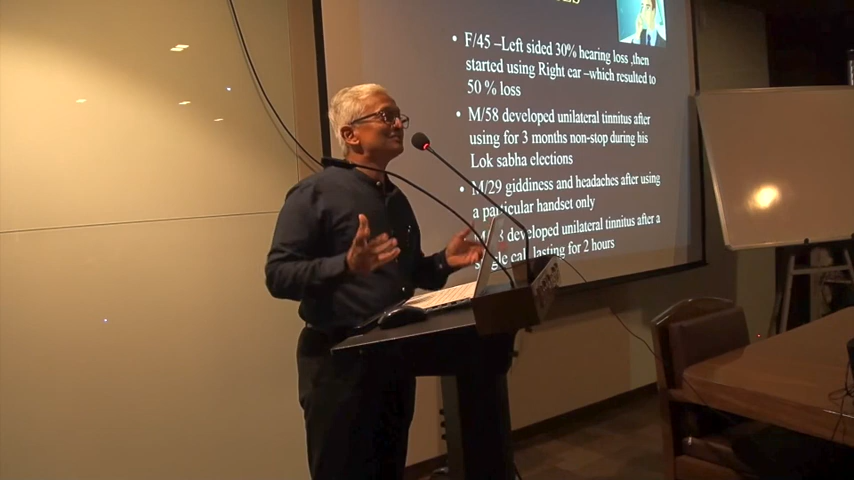 • F/45 –Left sided 30% hearing loss ,then
started using Right ear –which resulted to
50 % loss
• M/58 developed unilateral tinnitus after
using for 3 months non-stop during his
Lok sabha elections
• M/29 giddiness and headaches after using
a particular handset only
developed unilateral tinnitus after a
single call lasting for 2 hours